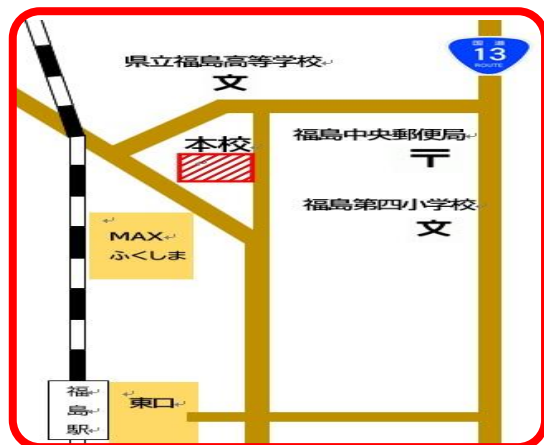 国道
13
ROUTE
県立福島高等学校
文
本校
福島中央郵便局
〒
福島第四小学校
文
MAX
ふくしま
福島駅
東口